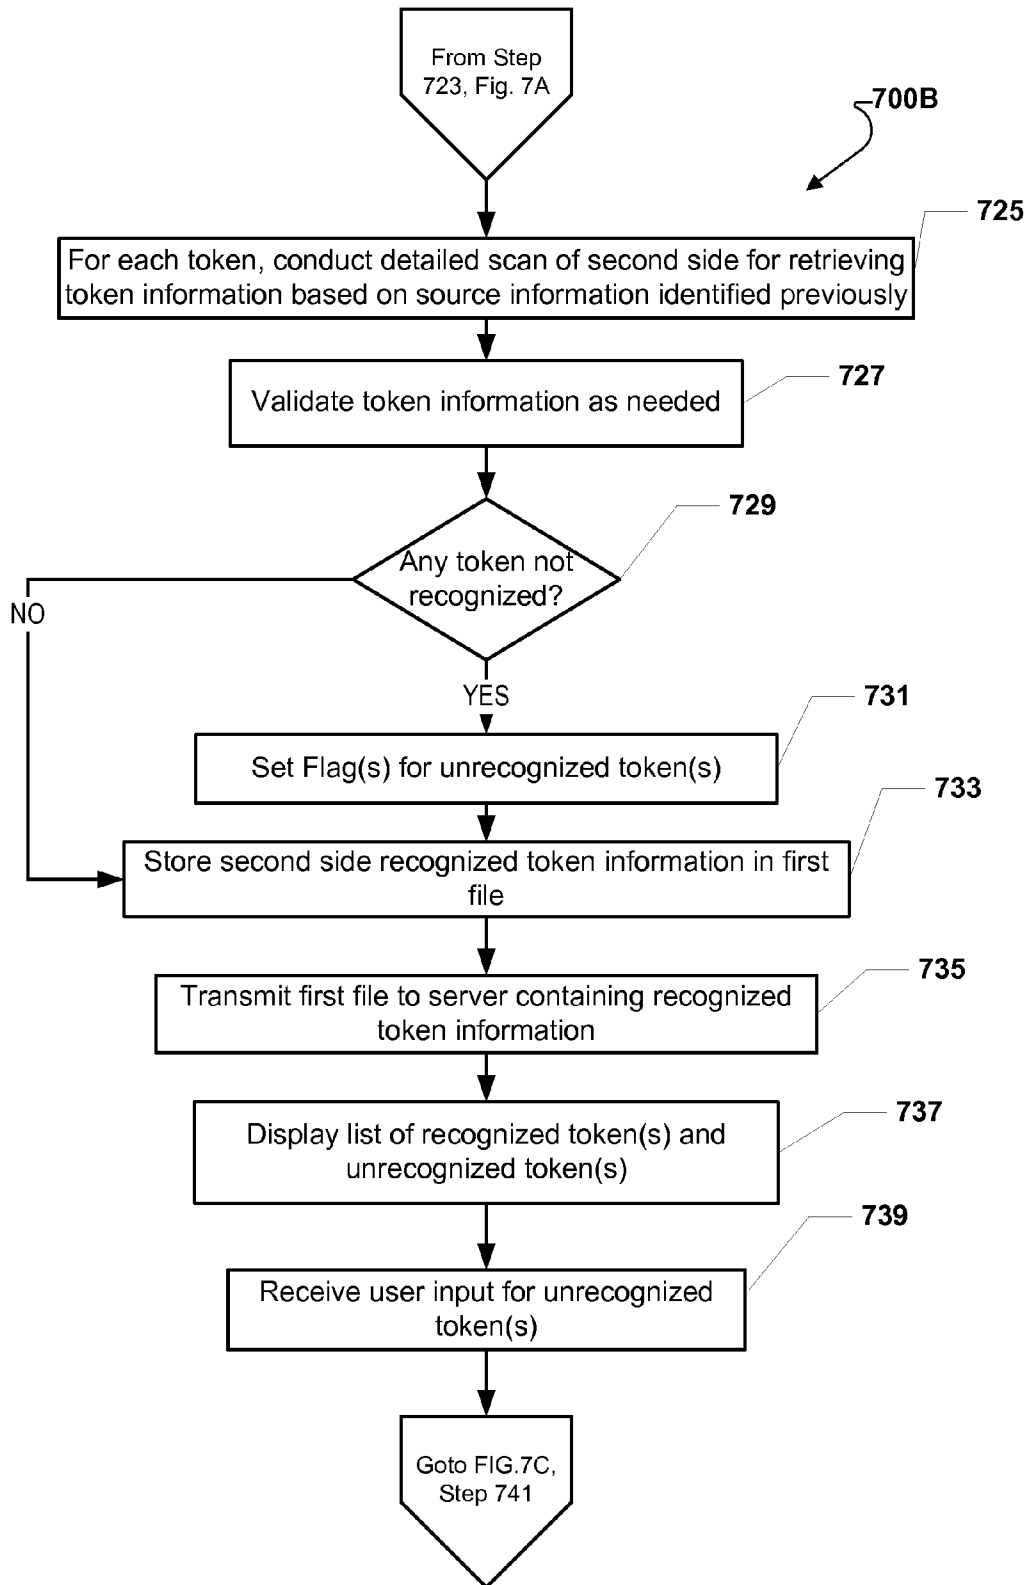 From Step
723, Fig. 7A
700B
725
For each token, conduct detailed scan of second side for retrieving
token information based on source information identified previously
727
Validate token information as needed
729
Any token not
recognized?
NO
YES
731
Set Flag(s) for unrecognized token(s)
733
Store second side recognized token information in first
file
735
Transmit first file to server containing recognized
token information
737
Display list of recognized token(s) and
unrecognized token(s)
739
Receive user input for unrecognized
token(s)
Goto FIG.7C,
Step 741